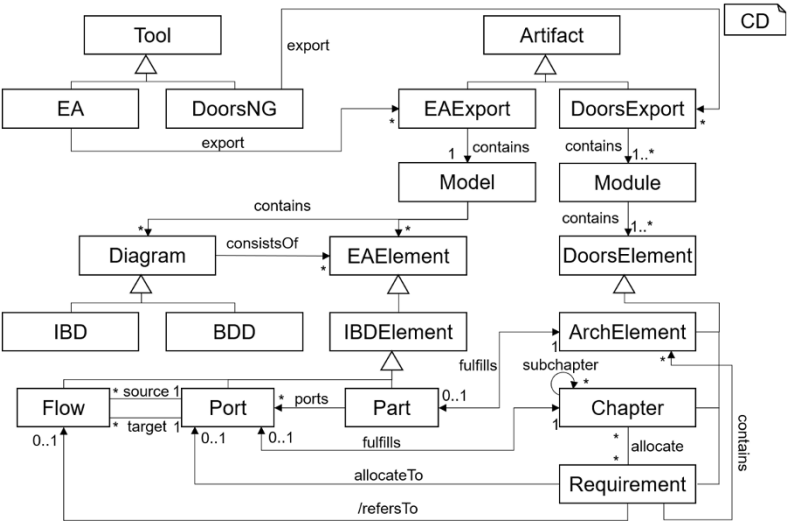 CD
Tool
Artifact
export
EA
DoorsNG
EAExport
DoorsExport
*
*
export
contains
contains
1
1..*
Model
Module
contains
contains
1..*
*
*
Diagram
consistsOf
*
EAElement
DoorsElement
IBD
BDD
IBDElement
ArchElement
1
*
fulfills
subchapter
*
Flow
* source 1
* target 1
Port
* ports
Part
0..1
Chapter
1
0..1
0..1
0..1
fulfills
*
allocate
*
contains
allocateTo
Requirement
/refersTo